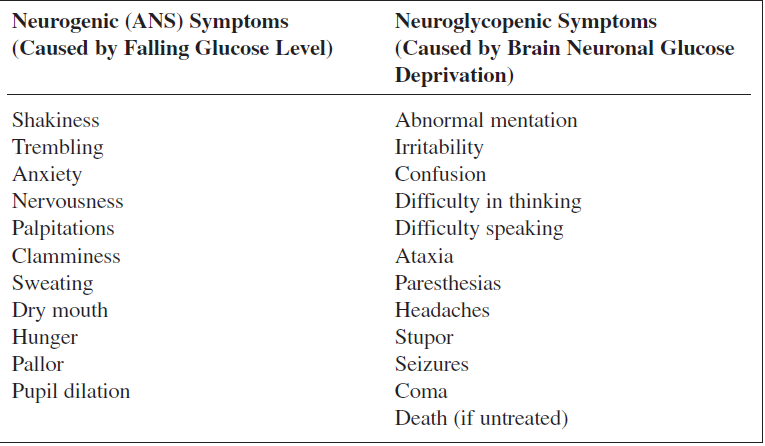 Neurogenic (ANS) Symptoms
(Caused by Falling Glucose Level)
Neuroglycopenic Symptoms
(Caused by Brain Neuronal Glucose
Deprivation)
Shakiness
Trembling
Anxiety
Nervousness
Palpitations
Clamminess
Sweating
Dry mouth
Hunger
Pallor
Pupil dilation
Abnormal mentation
Irritability
Confusion
Difficulty in thinking
Difficulty speaking
Ataxia
Paresthesias
Headaches
Stupor
Seizures
Coma
Death (if untreated)